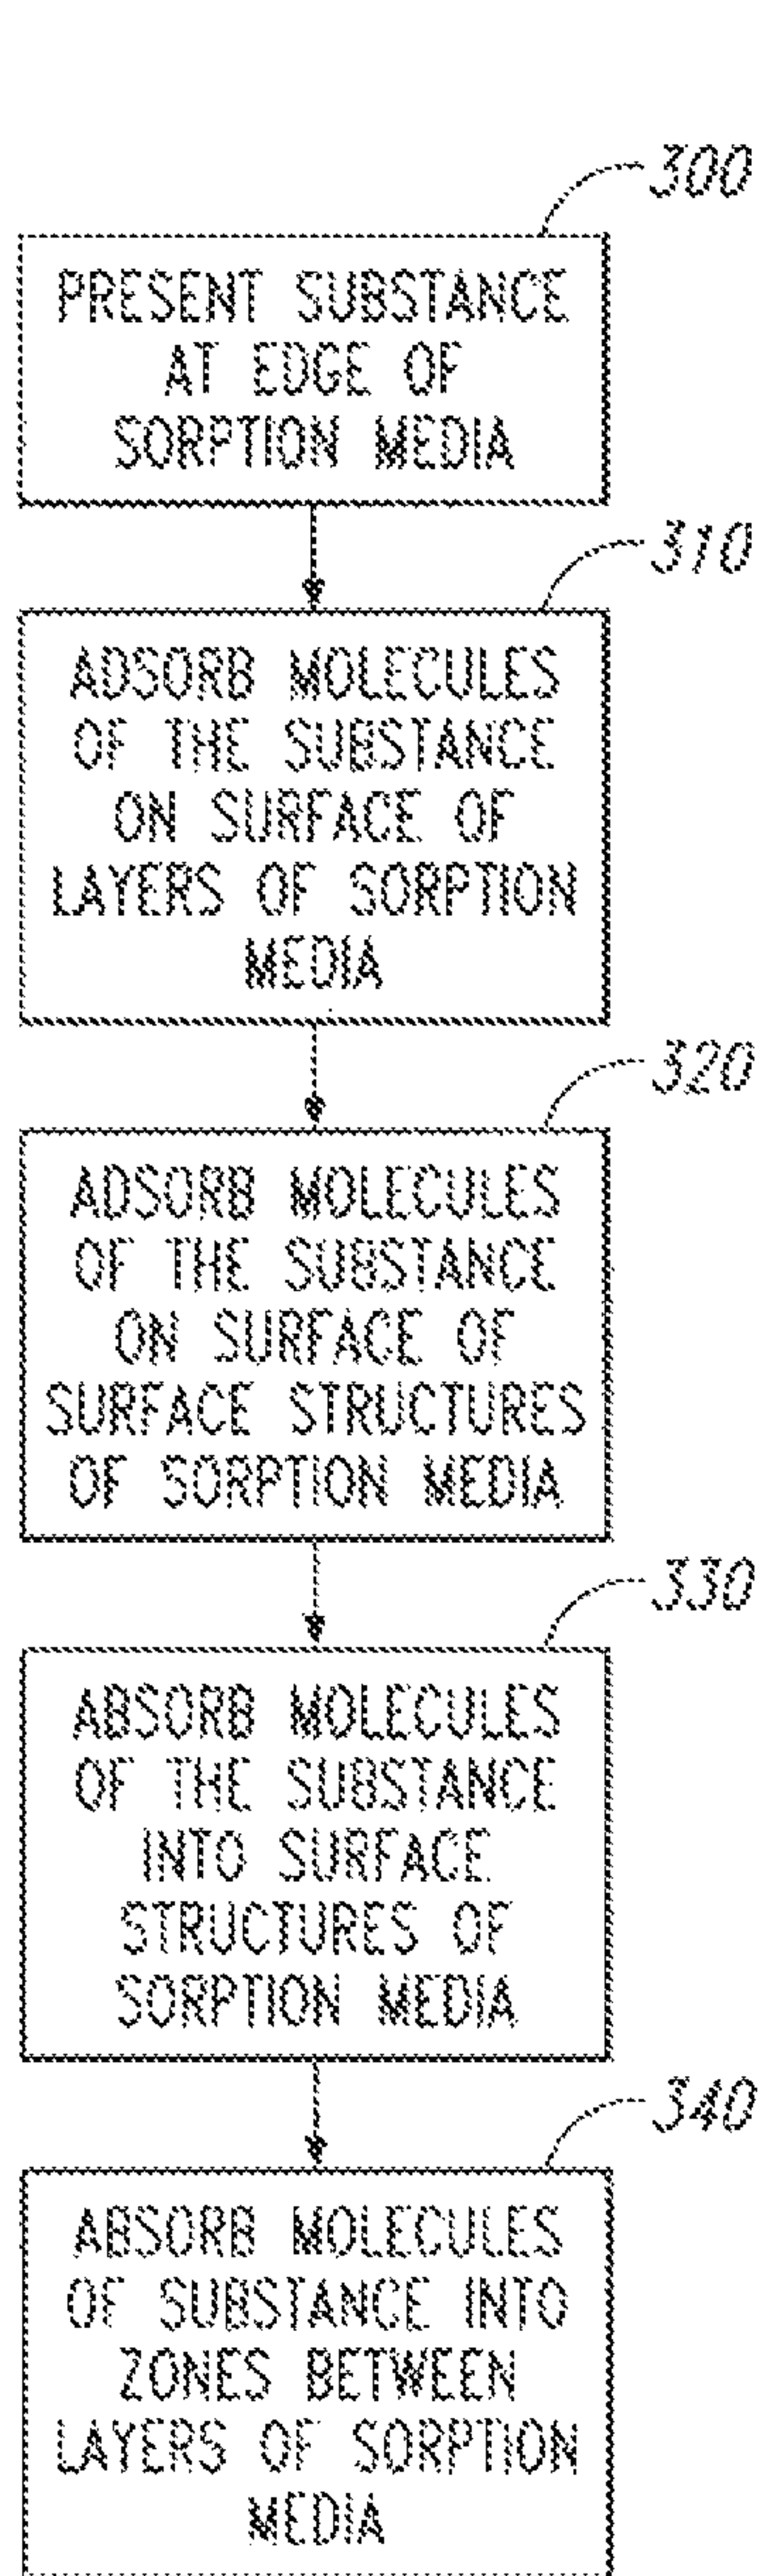 300
PRESENT SUBSTANCE
AT EDGE OF
SORPTION MEDIA
310
ADSORB MOLECULES
OF THE SUBSTANCE
ON SURFACE OF
LAYERS OF SORPTION
MEDIA
320
ADSORB MOLECULES
OF THE SUBSTANCE
ON SURFACE OF
SURFACE STRUCTURES
OF SORPTION MEDIA
330
ABSORB MOLECULES
OF THE SUBSTANCE
INTO SURFACE
STRUCTURES OF
SORPTION MEDIA
340
ABSORB MOLECULES
OF SUBSTANCE INTO
ZONES BETWEEN
LAYERS OF SORPTION
MEDIA